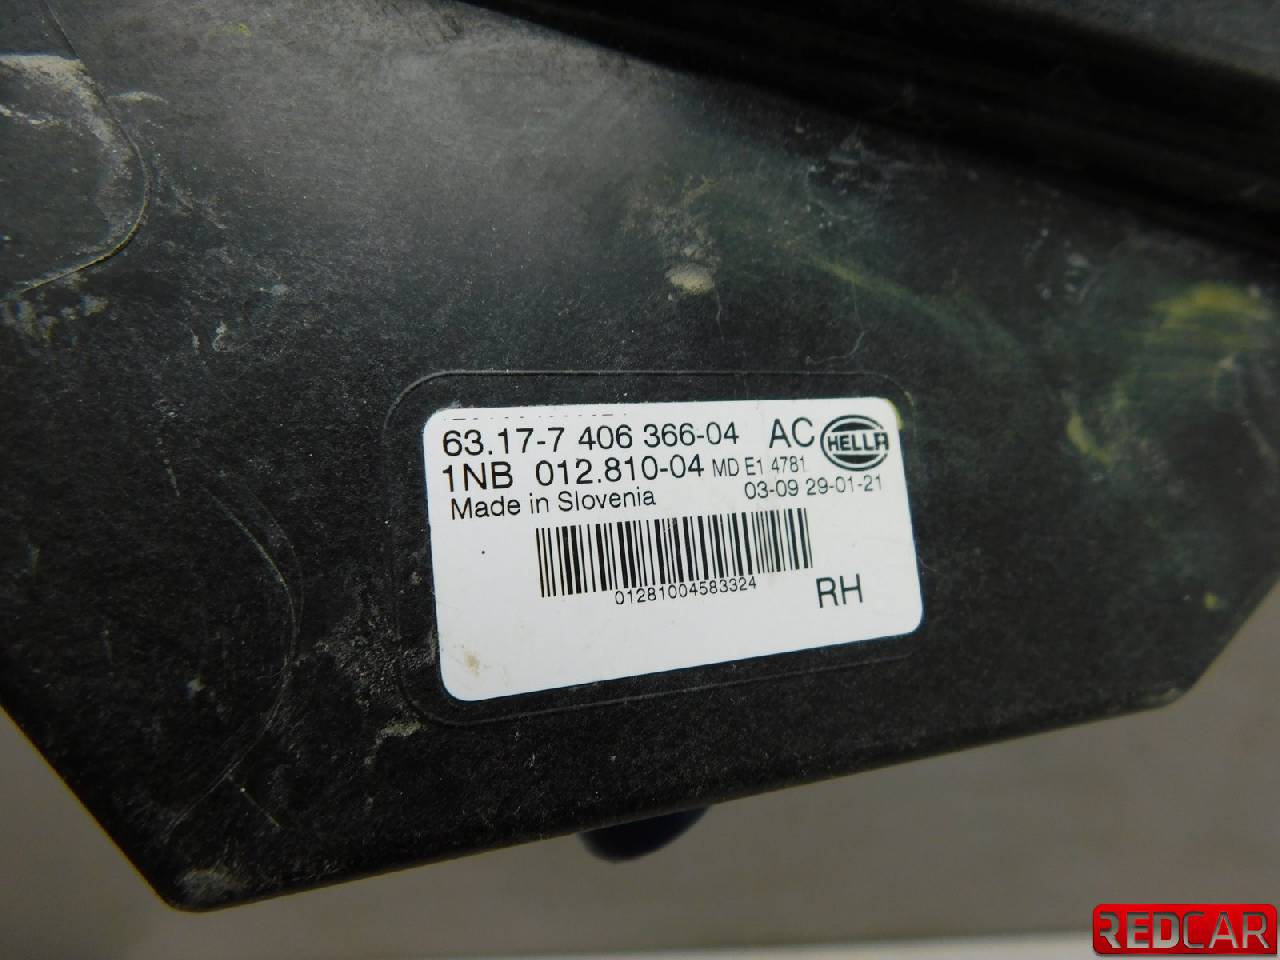 63.17-7 406 366-04 AC HELLA
1NB 012.810-04 MD E1 4781
Made in Slovenia 03-09 29-01-21
01281004583324
RH
REDCAR